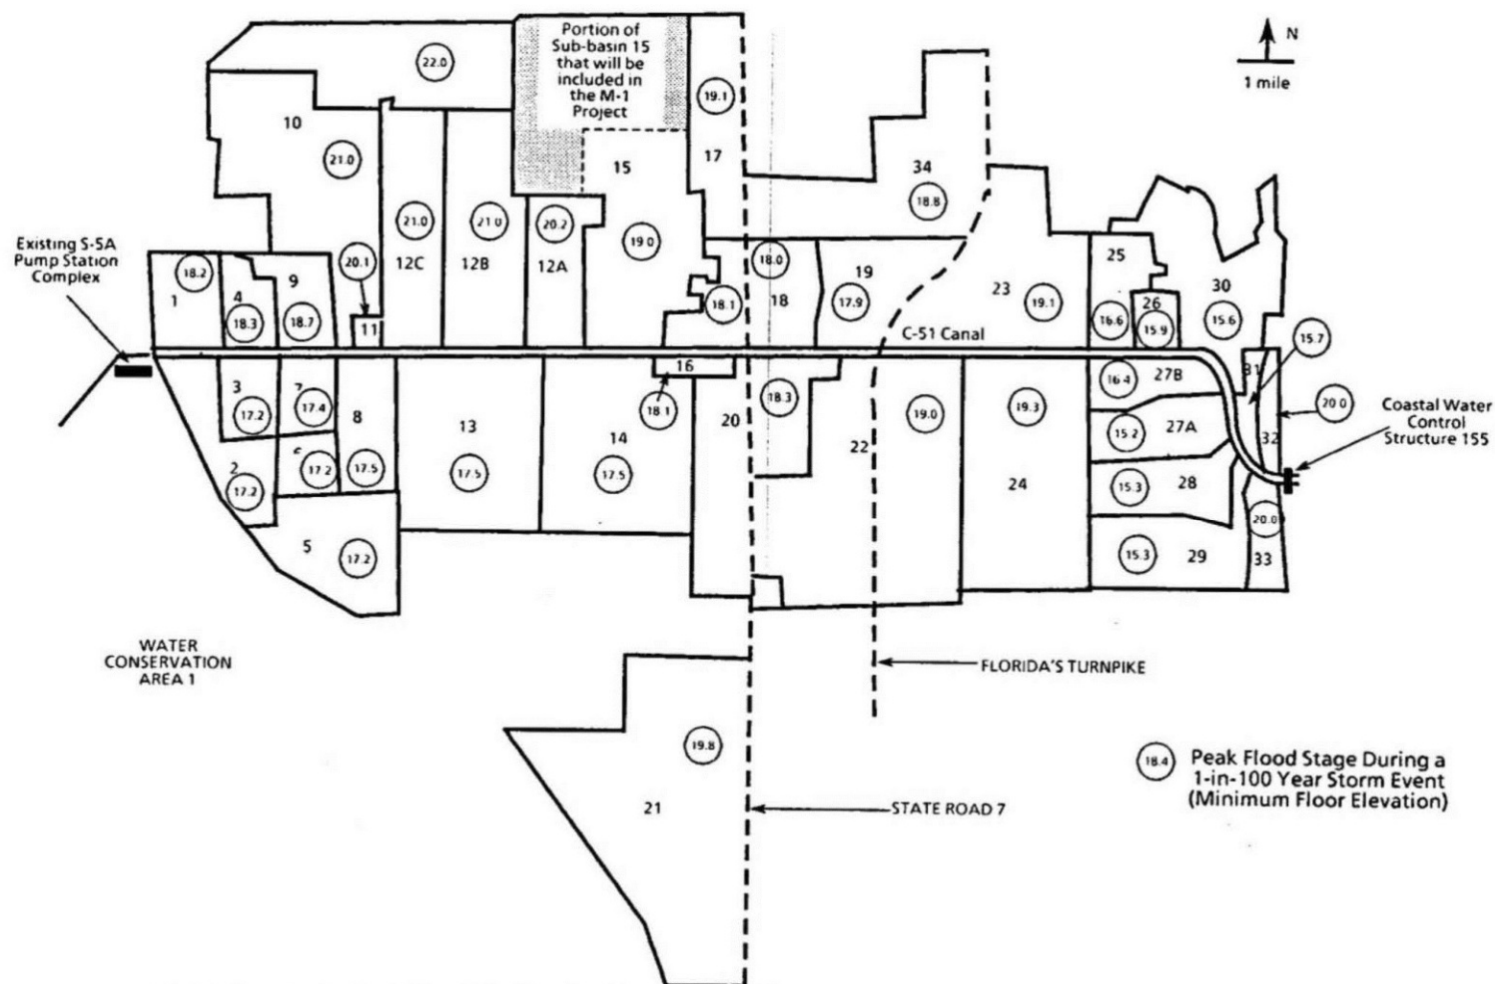 Portion of
Sub-basin 15
that will be
included in
the M-1
Project
N
1 mile
22.0
10
21.0
19.1
17
15
34
18.8
Existing S-5A
Pump Station
Complex
18.2
1
4
18.3
9
18.7
20.1
11
21.0
12C
21.0
12B
20.2
12A
19.0
18.1
18.0
18
19
17.9
23
19.1
25
16.6
26
15.9
30
15.6
C-51 Canal
15.7
3
17.2
7
17.4
8
17.5
2
17.2
17.2
5
17.2
13
17.5
14
17.5
16
18.1
20
18.3
22
19.0
19.3
24
16.4
27B
15.2
27A
15.3
28
15.3
29
31
32
20.0
20.0
33
Coastal Water
Control
Structure 155
WATER
CONSERVATION
AREA 1
FLORIDA'S TURNPIKE
19.8
21
STATE ROAD 7
18.4
Peak Flood Stage During a
1-in-100 Year Storm Event
(Minimum Floor Elevation)